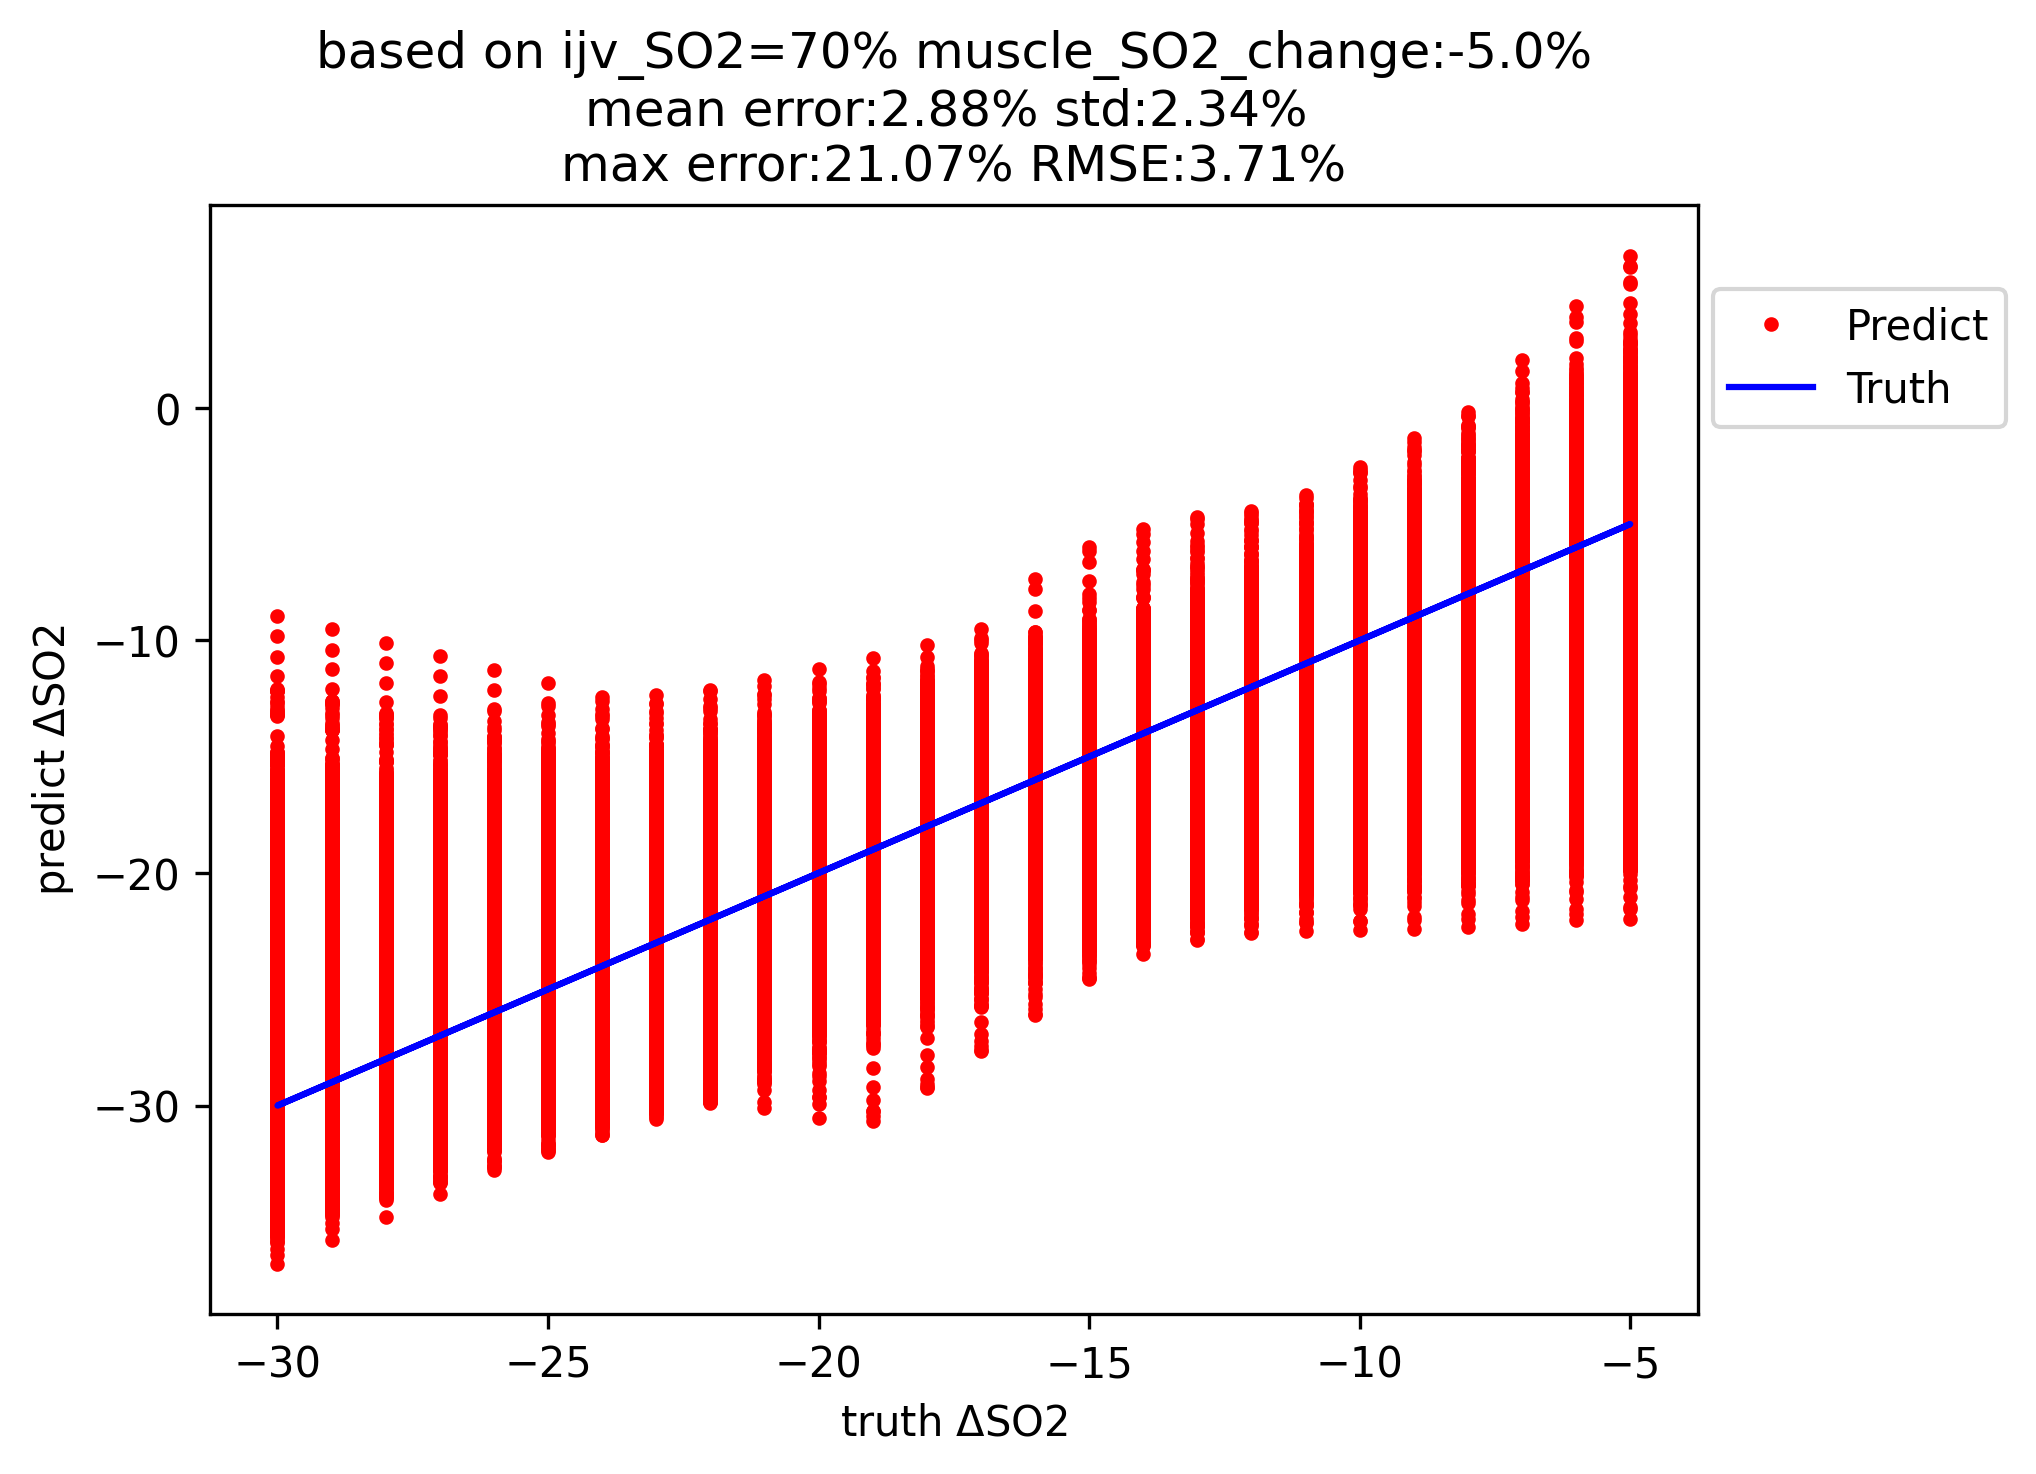 based on ijv_SO2=70% muscle_SO2_change:-5.0%
mean error:2.88% std:2.34%
max error:21.07% RMSE:3.71%
Predict
Truth
0
−10
−20
−30
predict ΔSO2
−30
−25
−20
−15
−10
−5
truth ΔSO2